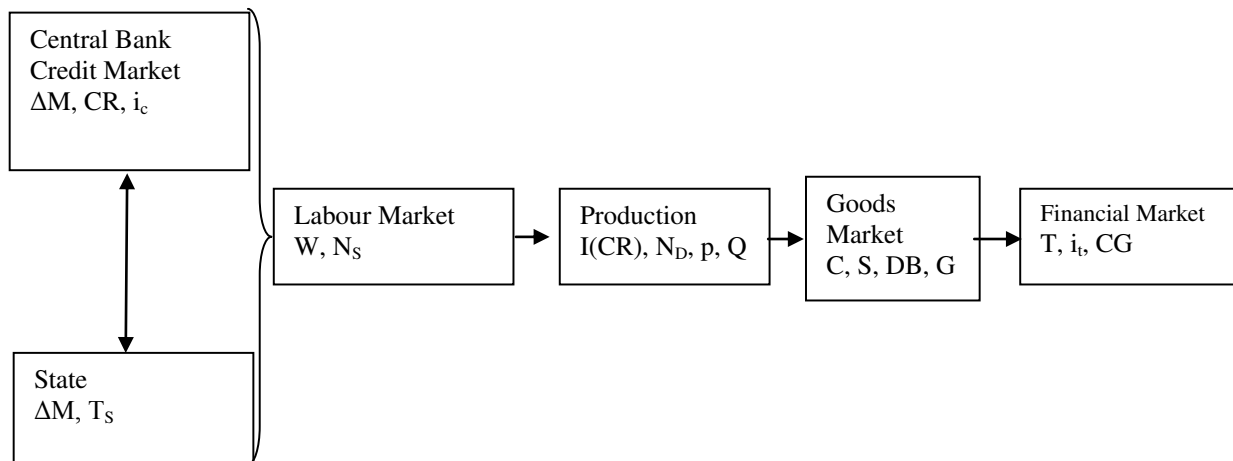 Central Bank
Credit Market
ΔM, CR, i_c
State
ΔM, T_S
Labour Market
W, N_S
Production
I(CR), N_D, p, Q
Goods
Market
C, S, DB, G
Financial Market
T, i_t, CG